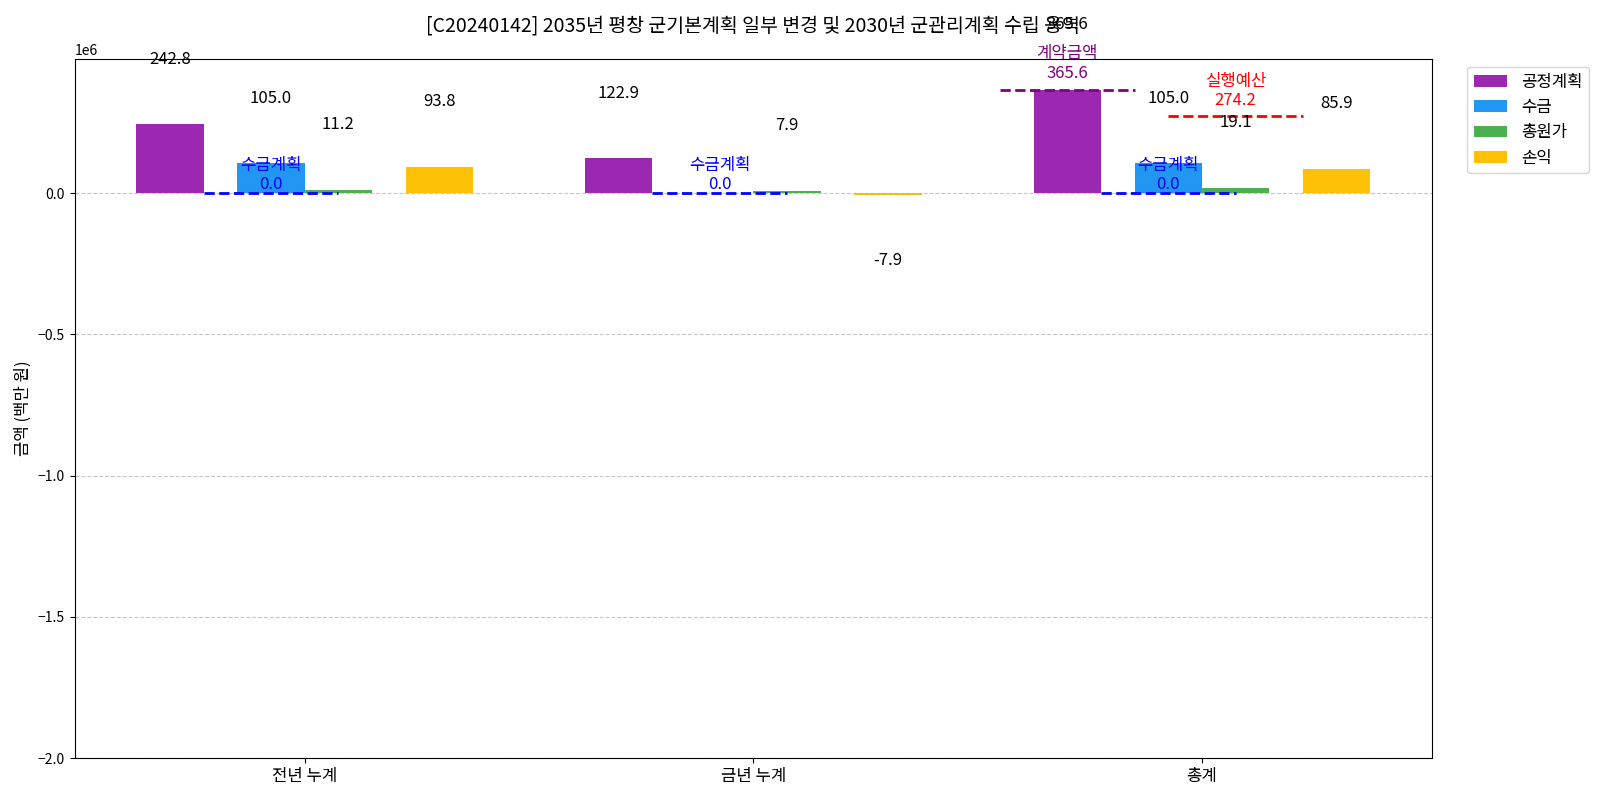 [C20240142] 2035년 평창 군기본계획 일부 변경 및 2030년 군관리계획 수립 용역
1e6
공정계획
수금
총원가
손익
242.8
105.0
11.2
93.8
수금계획
0.0
122.9
7.9
수금계획
0.0
-7.9
계약금액
365.6
105.0
실행예산
274.2
19.1
85.9
수금계획
0.0
0.0
−0.5
−1.0
−1.5
−2.0
금액 (백만 원)
전년 누계
금년 누계
총계